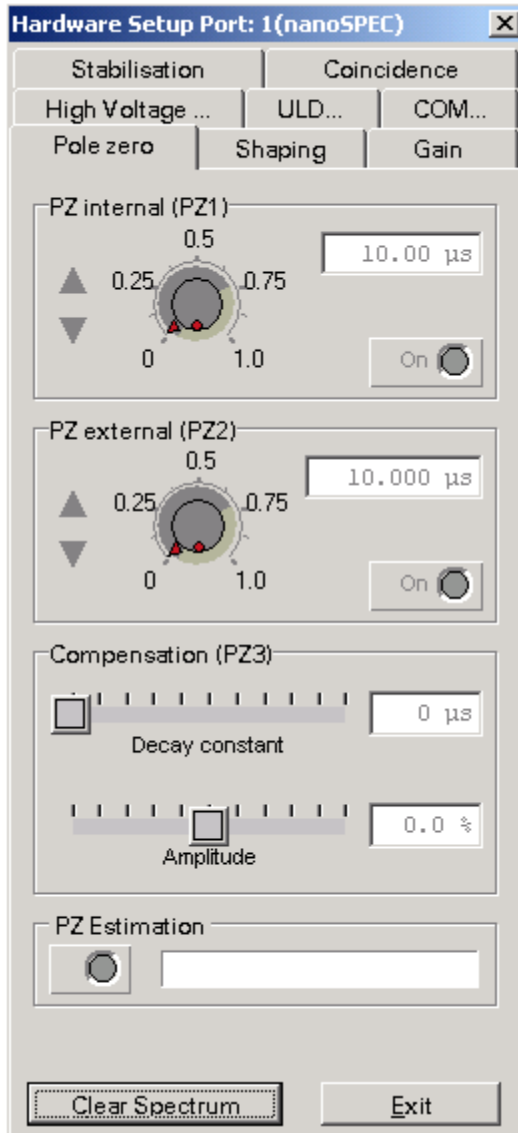 Hardware Setup Port: 1(nanoSPEC)
Stabilisation Coincidence
High Voltage ... ULD... COM...
Pole zero Shaping Gain
PZ internal (PZ1)
0.5
10.00 µs
0.25 0.75
0 1.0
On
PZ external (PZ2)
0.5
10.000 µs
0.25 0.75
0 1.0
On
Compensation (PZ3)
0 µs
Decay constant
0.0 %
Amplitude
PZ Estimation
Clear Spectrum Exit